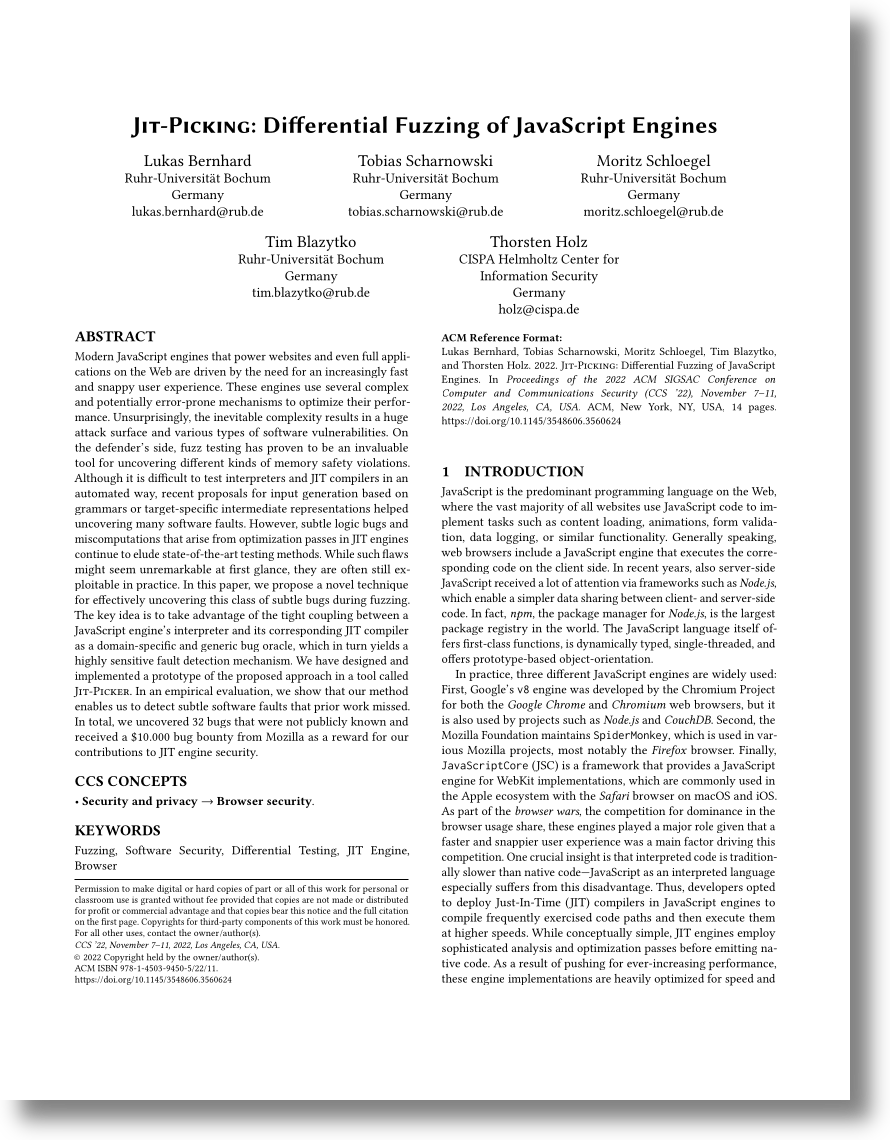 JIT-PICKING: Differential Fuzzing of JavaScript Engines
Lukas Bernhard
Ruhr-Universität Bochum
Germany
lukas.bernhard@rub.de
Tobias Scharnowski
Ruhr-Universität Bochum
Germany
tobias.scharnowski@rub.de
Moritz Schloegel
Ruhr-Universität Bochum
Germany
moritz.schloegel@rub.de
Tim Blazytko
Ruhr-Universität Bochum
Germany
tim.blazytko@rub.de
Thorsten Holz
CISPA Helmholtz Center for
Information Security
Germany
holz@cispa.de
ABSTRACT
Modern JavaScript engines that power websites and even full appli-
cations on the Web are driven by the need for an increasingly fast
and snappy user experience. These engines use several complex
and potentially error-prone mechanisms to optimize their perfor-
mance. Unsurprisingly, the inevitable complexity results in a huge
attack surface and various types of software vulnerabilities. On
the defender's side, fuzz testing has proven to be an invaluable
tool for uncovering different kinds of memory safety violations.
Although it is difficult to test interpreters and JIT compilers in an
automated way, recent proposals for input generation based on
grammars or target-specific intermediate representations helped
uncovering many software faults. However, subtle logic bugs and
miscomputations that arise from optimization passes in JIT engines
continue to elude state-of-the-art testing methods. While such flaws
might seem unremarkable at first glance, they are often still ex-
ploitable in practice. In this paper, we propose a novel technique
for effectively uncovering this class of subtle bugs during fuzzing.
The key idea is to take advantage of the tight coupling between a
JavaScript engine's interpreter and its corresponding JIT compiler
as a domain-specific and generic bug oracle, which in turn yields a
highly sensitive fault detection mechanism. We have designed and
implemented a prototype of the proposed approach in a tool called
JIT-PICKER. In an empirical evaluation, we show that our method
enables us to detect subtle software faults that prior work missed.
In total, we uncovered 32 bugs that were not publicly known and
received a $10.000 bug bounty from Mozilla as a reward for our
contributions to JIT engine security.
CCS CONCEPTS
• Security and privacy → Browser security.
KEYWORDS
Fuzzing, Software Security, Differential Testing, JIT Engine,
Browser
Permission to make digital or hard copies of part or all of this work for personal or
classroom use is granted without fee provided that copies are not made or distributed
for profit or commercial advantage and that copies bear this notice and the full citation
on the first page. Copyrights for third-party components of this work must be honored.
For all other uses, contact the owner/author(s).
CCS '22, November 7–11, 2022, Los Angeles, CA, USA.
© 2022 Copyright held by the owner/author(s).
ACM ISBN 978-1-4503-9450-5/22/11.
https://doi.org/10.1145/3548606.3560624
ACM Reference Format:
Lukas Bernhard, Tobias Scharnowski, Moritz Schloegel, Tim Blazytko,
and Thorsten Holz. 2022. JIT-PICKING: Differential Fuzzing of JavaScript
Engines. In Proceedings of the 2022 ACM SIGSAC Conference on
Computer and Communications Security (CCS '22), November 7–11,
2022, Los Angeles, CA, USA. ACM, New York, NY, USA, 14 pages.
https://doi.org/10.1145/3548606.3560624
1 INTRODUCTION
JavaScript is the predominant programming language on the Web,
where the vast majority of all websites use JavaScript code to im-
plement tasks such as content loading, animations, form valida-
tion, data logging, or similar functionality. Generally speaking,
web browsers include a JavaScript engine that executes the corre-
sponding code on the client side. In recent years, also server-side
JavaScript received a lot of attention via frameworks such as Node.js,
which enable a simpler data sharing between client- and server-side
code. In fact, npm, the package manager for Node.js, is the largest
package registry in the world. The JavaScript language itself of-
fers first-class functions, is dynamically typed, single-threaded, and
offers prototype-based object-orientation.
In practice, three different JavaScript engines are widely used:
First, Google's v8 engine was developed by the Chromium Project
for both the Google Chrome and Chromium web browsers, but it
is also used by projects such as Node.js and CouchDB. Second, the
Mozilla Foundation maintains SpiderMonkey, which is used in var-
ious Mozilla projects, most notably the Firefox browser. Finally,
JavaScriptCore (JSC) is a framework that provides a JavaScript
engine for WebKit implementations, which are commonly used in
the Apple ecosystem with the Safari browser on macOS and iOS.
As part of the browser wars, the competition for dominance in the
browser usage share, these engines played a major role given that a
faster and snappier user experience was a main factor driving this
competition. One crucial insight is that interpreted code is tradition-
ally slower than native code—JavaScript as an interpreted language
especially suffers from this disadvantage. Thus, developers opted
to deploy Just-In-Time (JIT) compilers in JavaScript engines to
compile frequently exercised code paths and then execute them
at higher speeds. While conceptually simple, JIT engines employ
sophisticated analysis and optimization passes before emitting na-
tive code. As a result of pushing for ever-increasing performance,
these engine implementations are heavily optimized for speed and